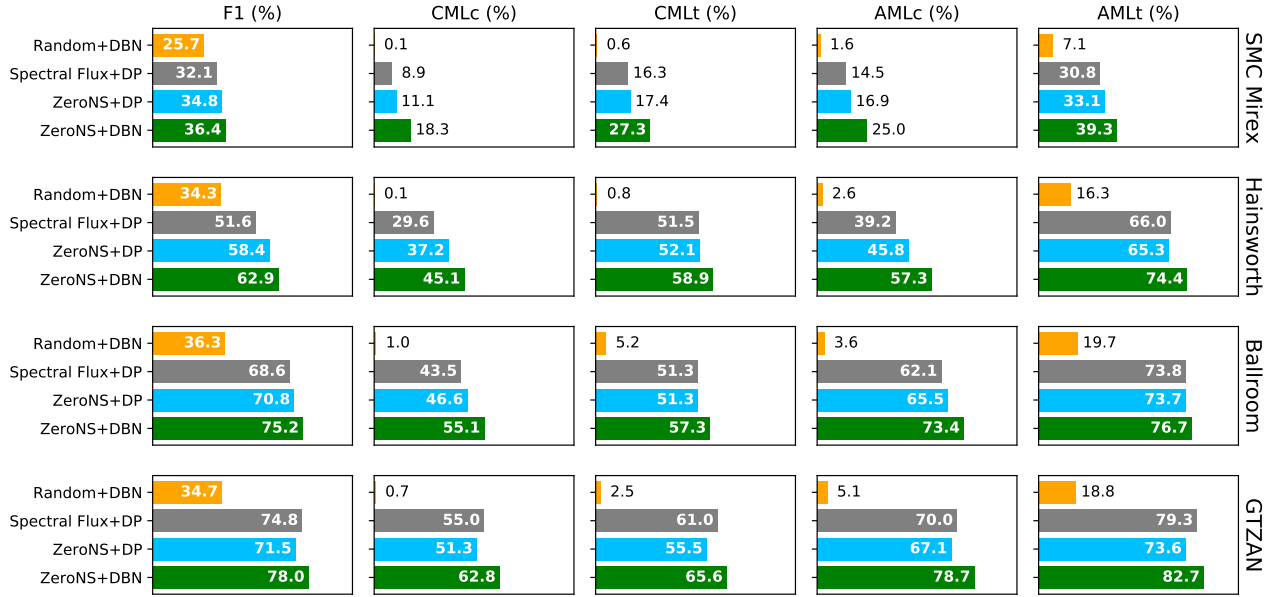 F1 (%) CMLc (%) CMLt (%) AMLc (%) AMLt (%)
SMC Mirex
Random+DBN 25.7 0.1 0.6 1.6 7.1
Spectral Flux+DP 32.1 8.9 16.3 14.5 30.8
ZeroNS+DP 34.8 11.1 17.4 16.9 33.1
ZeroNS+DBN 36.4 18.3 27.3 25.0 39.3
Hainsworth
Random+DBN 34.3 0.1 0.8 2.6 16.3
Spectral Flux+DP 51.6 29.6 51.5 39.2 66.0
ZeroNS+DP 58.4 37.2 52.1 45.8 65.3
ZeroNS+DBN 62.9 45.1 58.9 57.3 74.4
Ballroom
Random+DBN 36.3 1.0 5.2 3.6 19.7
Spectral Flux+DP 68.6 43.5 51.3 62.1 73.8
ZeroNS+DP 70.8 46.6 51.3 65.5 73.7
ZeroNS+DBN 75.2 55.1 57.3 73.4 76.7
GTZAN
Random+DBN 34.7 0.7 2.5 5.1 18.8
Spectral Flux+DP 74.8 55.0 61.0 70.0 79.3
ZeroNS+DP 71.5 51.3 55.5 67.1 73.6
ZeroNS+DBN 78.0 62.8 65.6 78.7 82.7